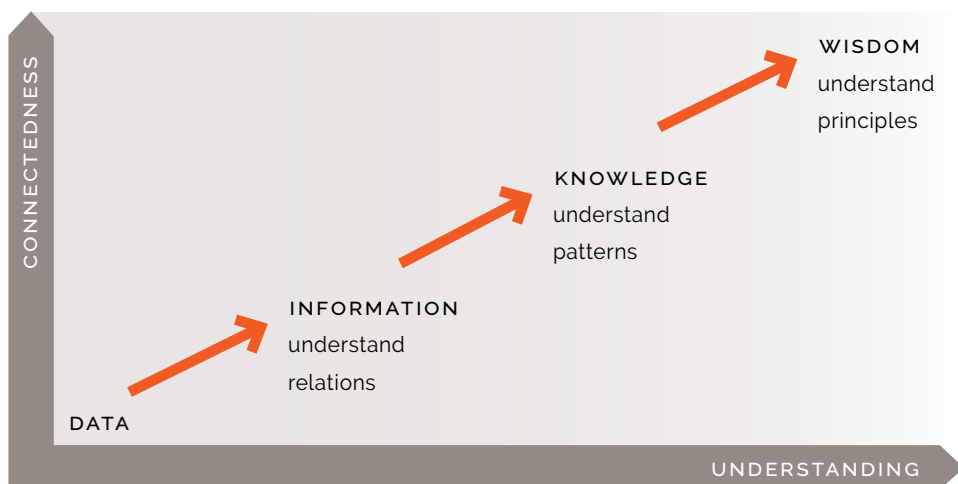 CONNECTEDNESS
WISDOM
understand
principles
KNOWLEDGE
understand
patterns
INFORMATION
understand
relations
DATA
UNDERSTANDING